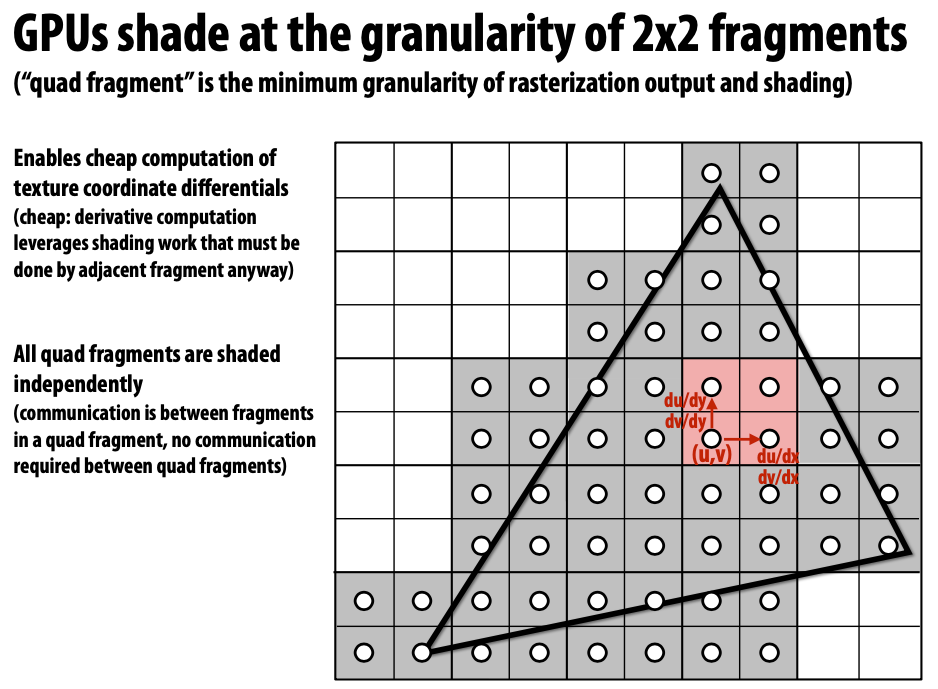 GPUs shade at the granularity of 2x2 fragments
(“quad fragment” is the minimum granularity of rasterization output and shading)
Enables cheap computation of
texture coordinate differentials
(cheap: derivative computation
leverages shading work that must be
done by adjacent fragment anyway)
All quad fragments are shaded
independently
(communication is between fragments
in a quad fragment, no communication
required between quad fragments)
du/dy
dv/dy
(u,v)
du/dx
dv/dx